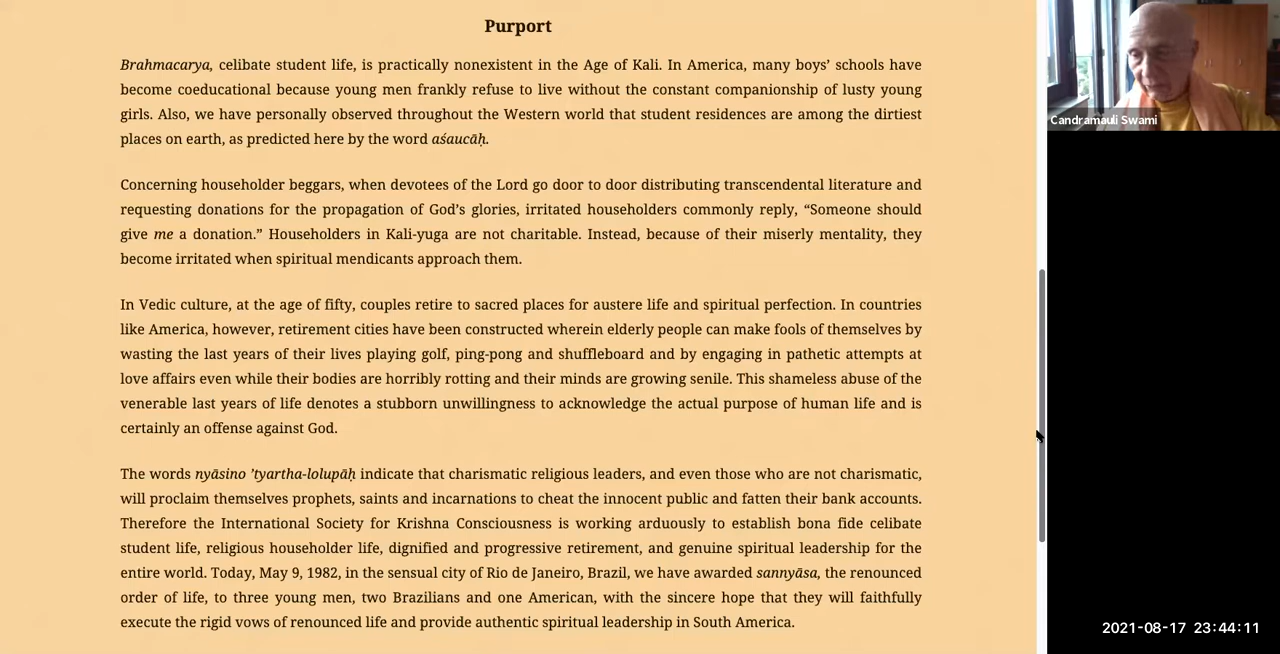 Purport
Brahmacarya, celibate student life, is practically nonexistent in the Age of Kali. In America, many boys’ schools have
become coeducational because young men frankly refuse to live without the constant companionship of lusty young
girls. Also, we have personally observed throughout the Western world that student residences are among the dirtiest
places on earth, as predicted here by the word aśaucāḥ.
Concerning householder beggars, when devotees of the Lord go door to door distributing transcendental literature and
requesting donations for the propagation of God’s glories, irritated householders commonly reply, “Someone should
give me a donation.” Householders in Kali-yuga are not charitable. Instead, because of their miserly mentality, they
become irritated when spiritual mendicants approach them.
In Vedic culture, at the age of fifty, couples retire to sacred places for austere life and spiritual perfection. In countries
like America, however, retirement cities have been constructed wherein elderly people can make fools of themselves by
wasting the last years of their lives playing golf, ping-pong and shuffleboard and by engaging in pathetic attempts at
love affairs even while their bodies are horribly rotting and their minds are growing senile. This shameless abuse of the
venerable last years of life denotes a stubborn unwillingness to acknowledge the actual purpose of human life and is
certainly an offense against God.
The words nyāsino ’tyartha-lolupāḥ indicate that charismatic religious leaders, and even those who are not charismatic,
will proclaim themselves prophets, saints and incarnations to cheat the innocent public and fatten their bank accounts.
Therefore the International Society for Krishna Consciousness is working arduously to establish bona fide celibate
student life, religious householder life, dignified and progressive retirement, and genuine spiritual leadership for the
entire world. Today, May 9, 1982, in the sensual city of Rio de Janeiro, Brazil, we have awarded sannyāsa, the renounced
order of life, to three young men, two Brazilians and one American, with the sincere hope that they will faithfully
execute the rigid vows of renounced life and provide authentic spiritual leadership in South America.
Candramauli Swami
2021-08-17 23:44:11